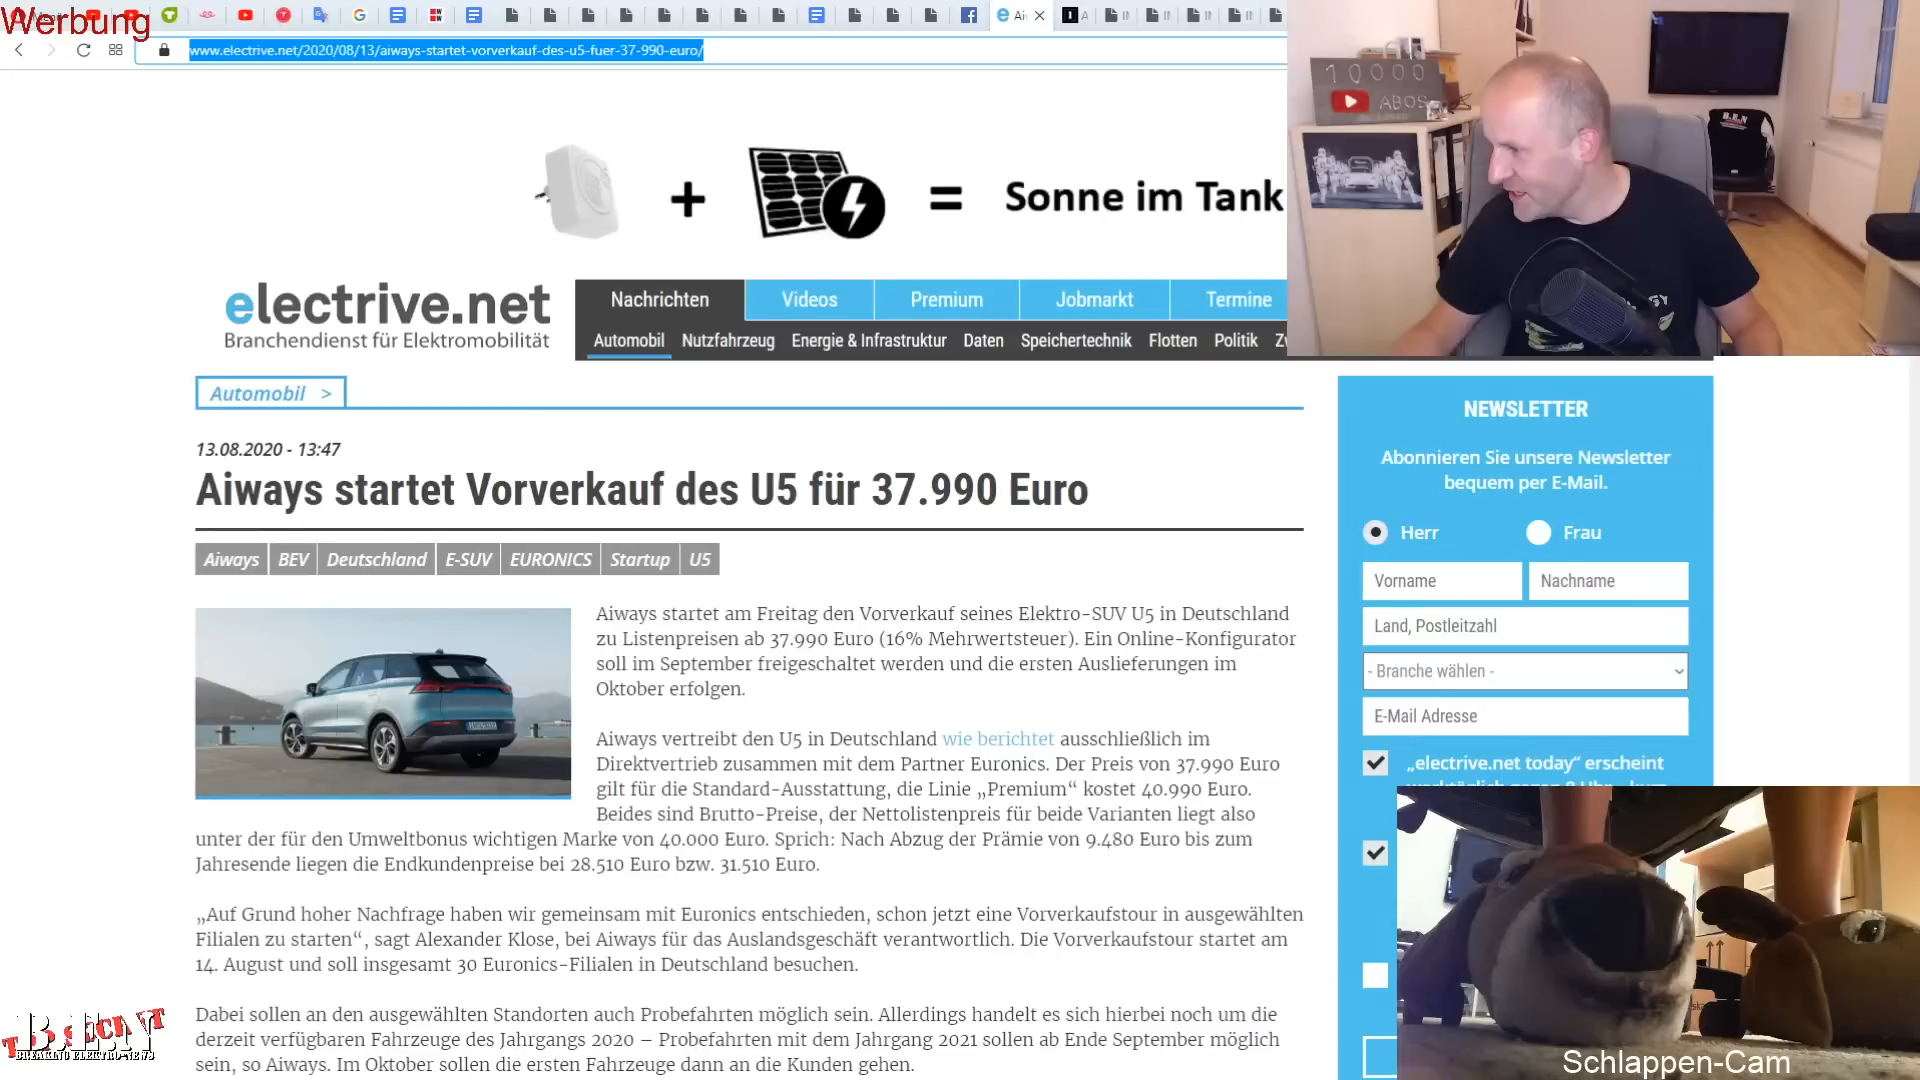 Werbung
Ai
www.electrive.net/2020/08/13/aiways-startet-vorverkauf-des-u5-fuer-37-990-euro/
10000
ABOS
B.E.N
+ = Sonne im Tank
electrive.net
Branchendienst für Elektromobilität
Nachrichten Videos Premium Jobmarkt Termine
Automobil Nutzfahrzeug Energie & Infrastruktur Daten Speichertechnik Flotten Politik
Automobil >
13.08.2020 - 13:47
Aiways startet Vorverkauf des U5 für 37.990 Euro
Aiways BEV Deutschland E-SUV EURONICS Startup U5
Aiways startet am Freitag den Vorverkauf seines Elektro-SUV U5 in Deutschland
zu Listenpreisen ab 37.990 Euro (16% Mehrwertsteuer). Ein Online-Konfigurator
soll im September freigeschaltet werden und die ersten Auslieferungen im
Oktober erfolgen.
Aiways vertreibt den U5 in Deutschland wie berichtet ausschließlich im
Direktvertrieb zusammen mit dem Partner Euronics. Der Preis von 37.990 Euro
gilt für die Standard-Ausstattung, die Linie „Premium“ kostet 40.990 Euro.
Beides sind Brutto-Preise, der Nettolistenpreis für beide Varianten liegt also
unter der für den Umweltbonus wichtigen Marke von 40.000 Euro. Sprich: Nach Abzug der Prämie von 9.480 Euro bis zum
Jahresende liegen die Endkundenpreise bei 28.510 Euro bzw. 31.510 Euro.
„Auf Grund hoher Nachfrage haben wir gemeinsam mit Euronics entschieden, schon jetzt eine Vorverkaufstour in ausgewählten
Filialen zu starten“, sagt Alexander Klose, bei Aiways für das Auslandsgeschäft verantwortlich. Die Vorverkaufstour startet am
14. August und soll insgesamt 30 Euronics-Filialen in Deutschland besuchen.
Dabei sollen an den ausgewählten Standorten auch Probefahrten möglich sein. Allerdings handelt es sich hierbei noch um die
derzeit verfügbaren Fahrzeuge des Jahrgangs 2020 – Probefahrten mit dem Jahrgang 2021 sollen ab Ende September möglich
sein, so Aiways. Im Oktober sollen die ersten Fahrzeuge dann an die Kunden gehen.
NEWSLETTER
Abonnieren Sie unsere Newsletter
bequem per E-Mail.
Herr Frau
Vorname Nachname
Land, Postleitzahl
- Branche wählen -
E-Mail Adresse
„electrive.net today“ erscheint
B.E.N
BREAKING ELEKTRO-NEWS
Schlappen-Cam